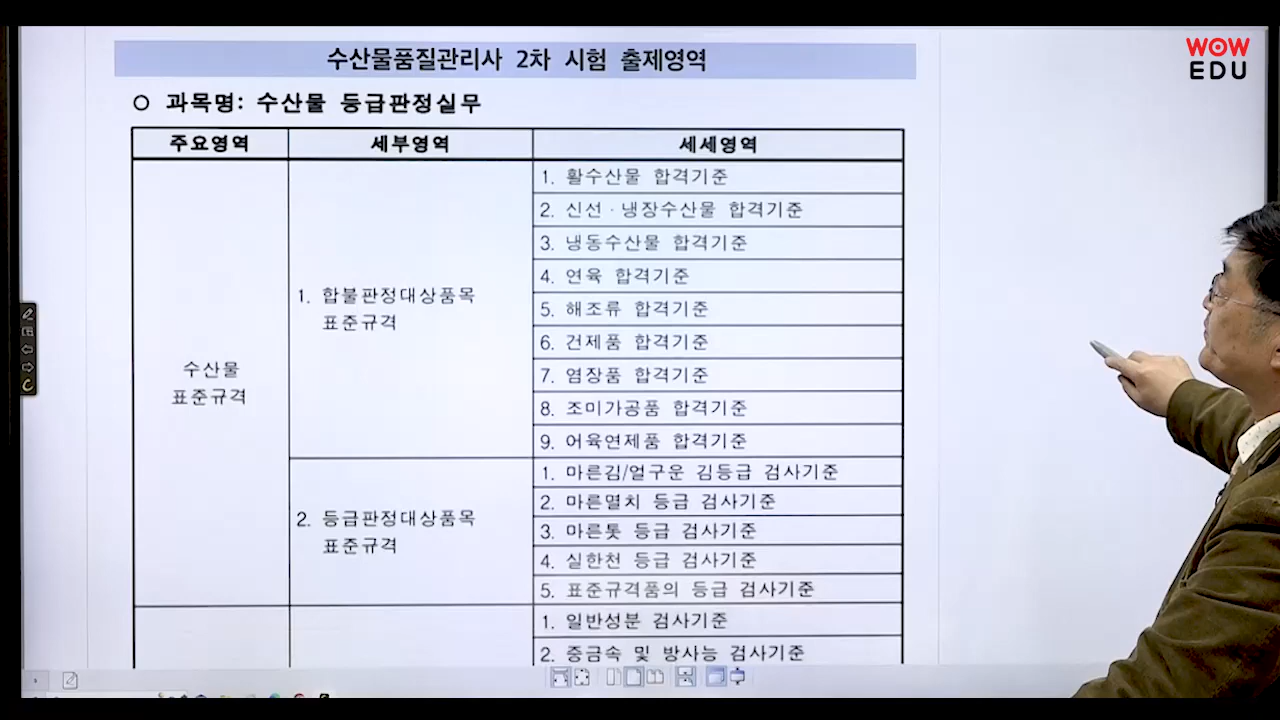 WOW
EDU
수산물품질관리사 2차 시험 출제영역
○ 과목명: 수산물 등급판정실무
주요영역 세부영역 세세영역
수산물
표준규격
1. 합불판정대상품목
표준규격
1. 활수산물 합격기준
2. 신선·냉장수산물 합격기준
3. 냉동수산물 합격기준
4. 연육 합격기준
5. 해조류 합격기준
6. 건제품 합격기준
7. 염장품 합격기준
8. 조미가공품 합격기준
9. 어육연제품 합격기준
2. 등급판정대상품목
표준규격
1. 마른김/얼구운 김등급 검사기준
2. 마른멸치 등급 검사기준
3. 마른톳 등급 검사기준
4. 실한천 등급 검사기준
5. 표준규격품의 등급 검사기준
1. 일반성분 검사기준
2. 중금속 및 방사능 검사기준